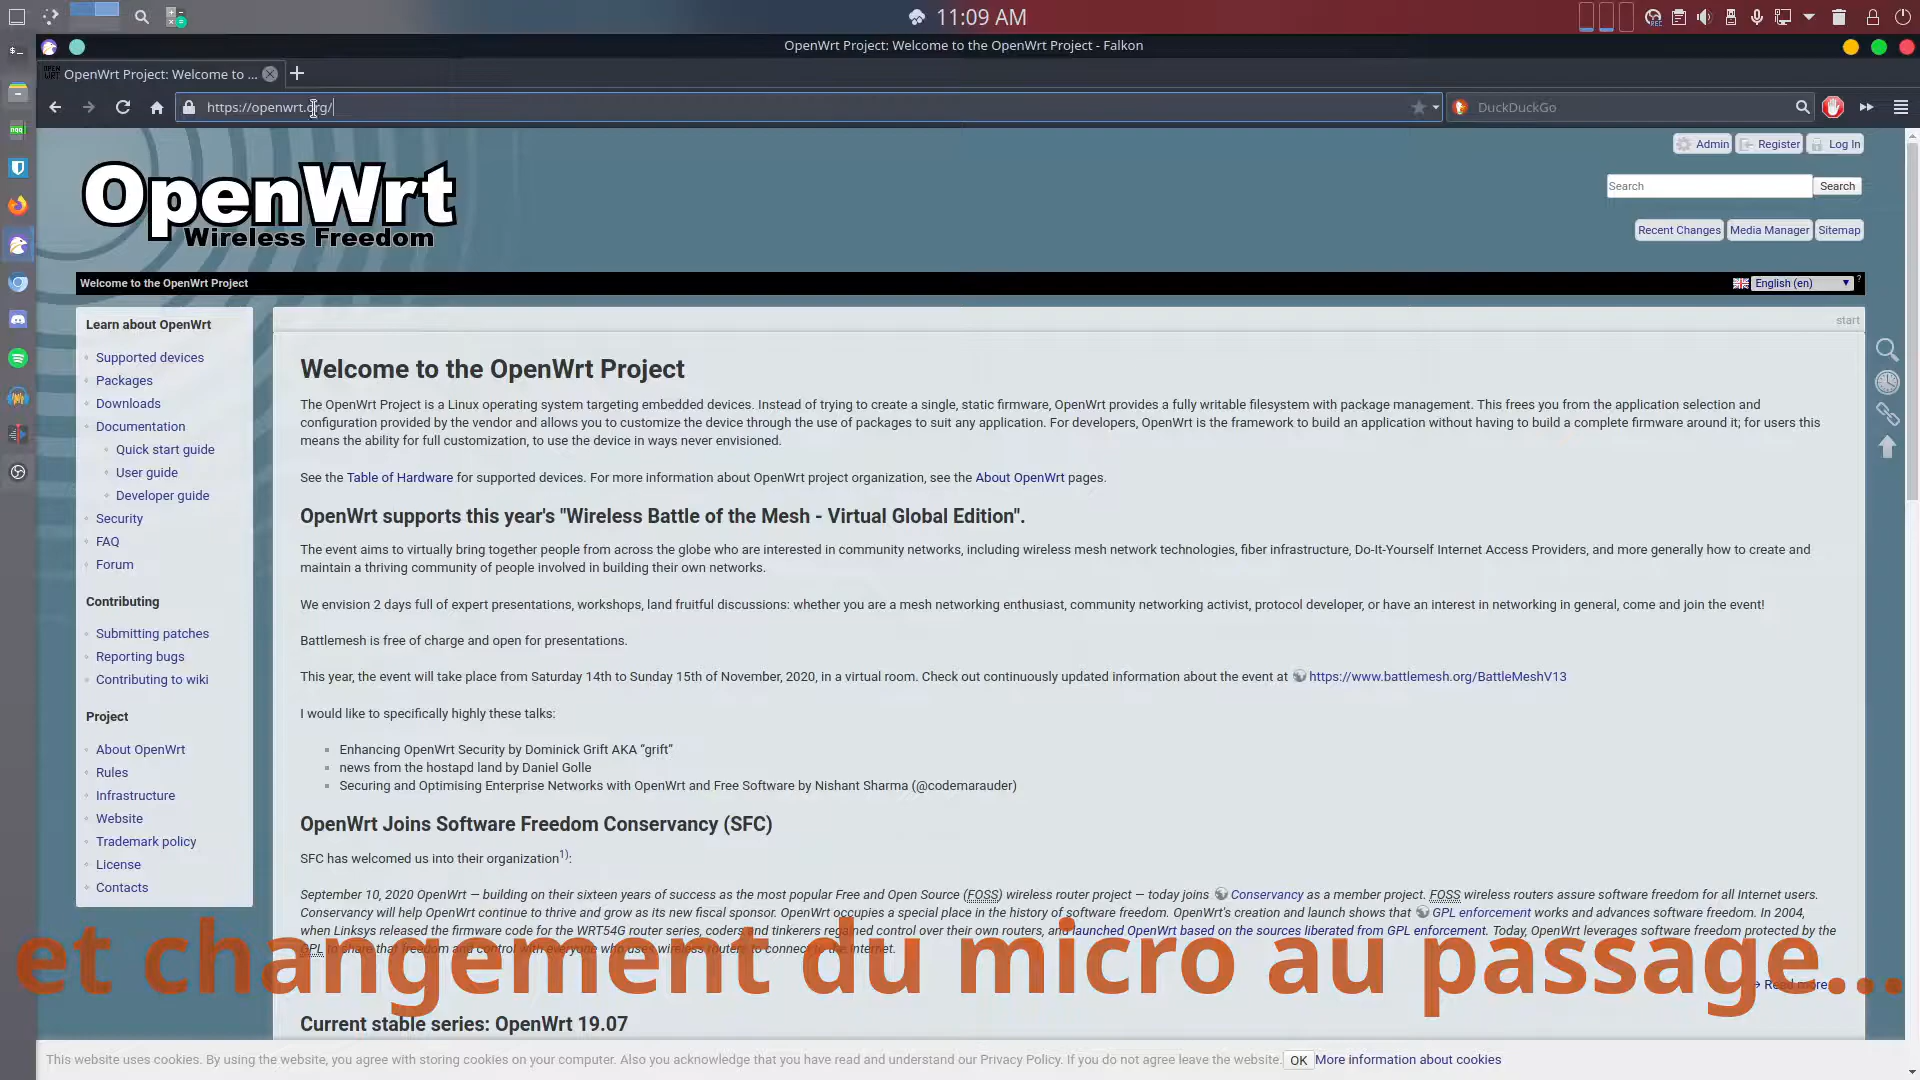 11:09 AM
OpenWrt Project: Welcome to the OpenWrt Project - Falkon
OpenWrt Project: Welcome to ...
https://openwrt.org/
DuckDuckGo
Admin
Register
Log In
OpenWrt
Wireless Freedom
Search
Search
Recent Changes
Media Manager
Sitemap
Welcome to the OpenWrt Project
English (en)
?
Learn about OpenWrt
Supported devices
Packages
Downloads
Documentation
Quick start guide
User guide
Developer guide
Security
FAQ
Forum
Contributing
Submitting patches
Reporting bugs
Contributing to wiki
Project
About OpenWrt
Rules
Infrastructure
Website
Trademark policy
License
Contacts
start
Welcome to the OpenWrt Project
The OpenWrt Project is a Linux operating system targeting embedded devices. Instead of trying to create a single, static firmware, OpenWrt provides a fully writable filesystem with package management. This frees you from the application selection and
configuration provided by the vendor and allows you to customize the device through the use of packages to suit any application. For developers, OpenWrt is the framework to build an application without having to build a complete firmware around it; for users this
means the ability for full customization, to use the device in ways never envisioned.
See the Table of Hardware for supported devices. For more information about OpenWrt project organization, see the About OpenWrt pages.
OpenWrt supports this year's "Wireless Battle of the Mesh - Virtual Global Edition".
The event aims to virtually bring together people from across the globe who are interested in community networks, including wireless mesh network technologies, fiber infrastructure, Do-It-Yourself Internet Access Providers, and more generally how to create and
maintain a thriving community of people involved in building their own networks.
We envision 2 days full of expert presentations, workshops, land fruitful discussions: whether you are a mesh networking enthusiast, community networking activist, protocol developer, or have an interest in networking in general, come and join the event!
Battlemesh is free of charge and open for presentations.
This year, the event will take place from Saturday 14th to Sunday 15th of November, 2020, in a virtual room. Check out continuously updated information about the event at https://www.battlemesh.org/BattleMeshV13
I would like to specifically highly these talks:
Enhancing OpenWrt Security by Dominick Grift AKA “grift”
news from the hostapd land by Daniel Golle
Securing and Optimising Enterprise Networks with OpenWrt and Free Software by Nishant Sharma (@codemarauder)
OpenWrt Joins Software Freedom Conservancy (SFC)
SFC has welcomed us into their organization1):
September 10, 2020 OpenWrt — building on their sixteen years of success as the most popular Free and Open Source (FOSS) wireless router project — today joins Conservancy as a member project. FOSS wireless routers assure software freedom for all Internet users.
Conservancy will help OpenWrt continue to thrive and grow as its new fiscal sponsor. OpenWrt occupies a special place in the history of software freedom. OpenWrt's creation and launch shows that GPL enforcement works and advances software freedom. In 2004,
when Linksys released the firmware code for the WRT54G router series, coders and tinkerers regained control over their own routers, and launched OpenWrt based on the sources liberated from GPL enforcement. Today, OpenWrt leverages software freedom protected by the
GPL to share that freedom and control with everyone who uses wireless routers to connect to the Internet.
et changement du micro au passage...
Read more
Current stable series: OpenWrt 19.07
This website uses cookies. By using the website, you agree with storing cookies on your computer. Also you acknowledge that you have read and understand our Privacy Policy. If you do not agree leave the website. OK More information about cookies